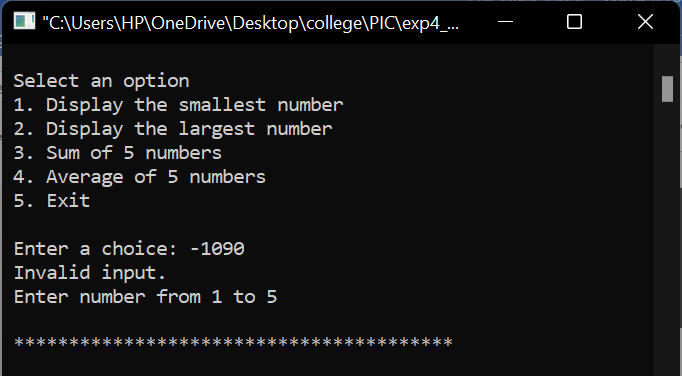 "C:\Users\HP\OneDrive\Desktop\college\PIC\exp4_...
Select an option
1. Display the smallest number
2. Display the largest number
3. Sum of 5 numbers
4. Average of 5 numbers
5. Exit
Enter a choice: -1090
Invalid input.
Enter number from 1 to 5
****************************************